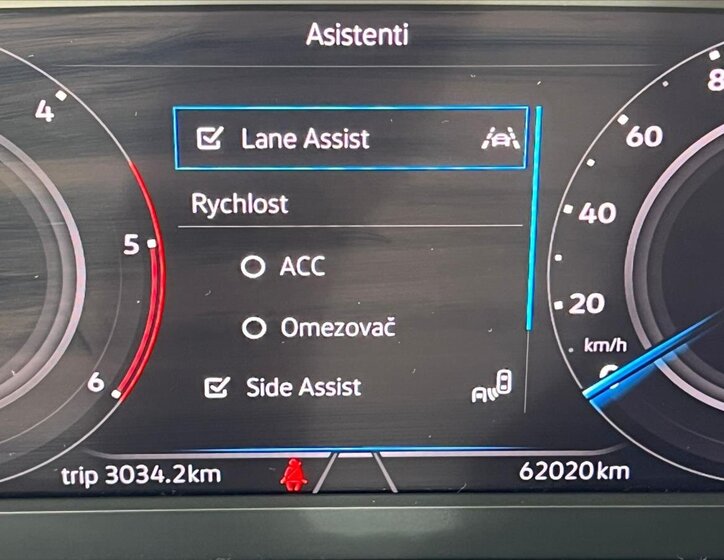 Asistenti
4
5
6
Lane Assist
Rychlost
ACC
Omezovač
Side Assist
8
60
40
20
km/h
0
trip 3034.2km
62020km